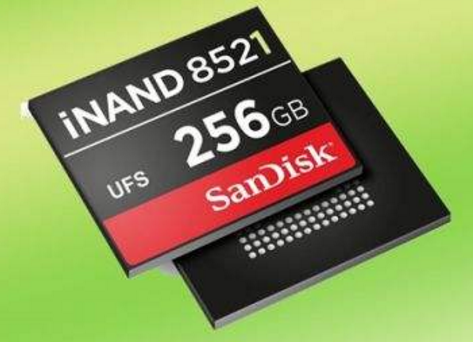 iNAND 8521
256GB
UFS
SanDisk